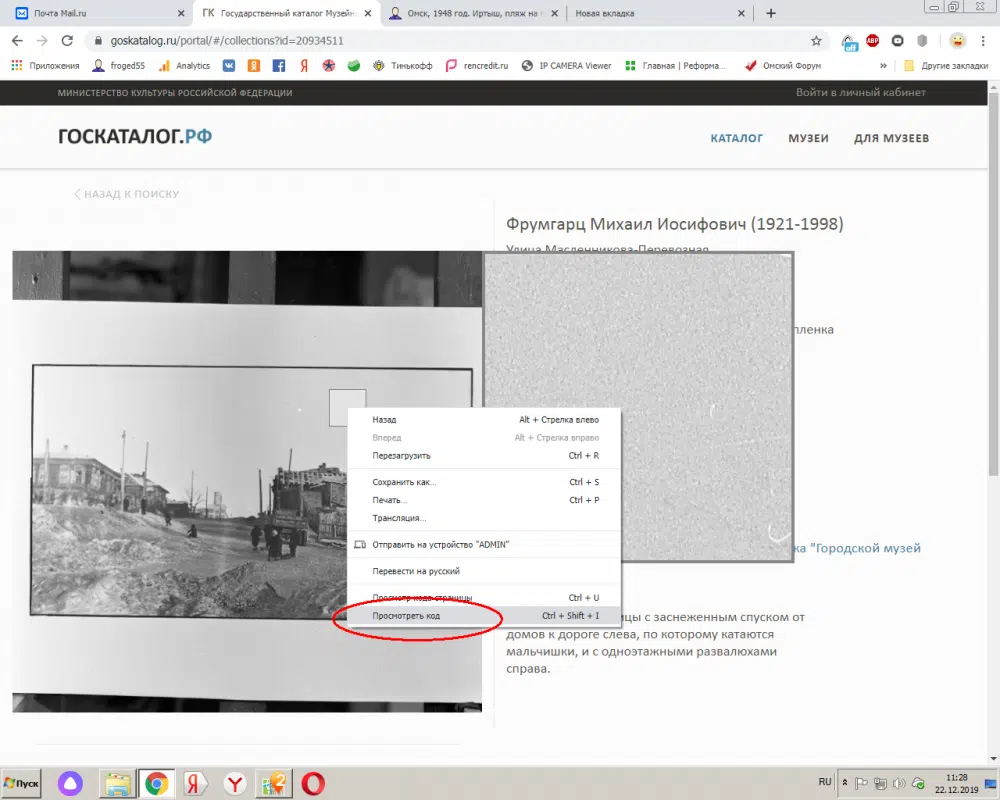 Почта Mail.ru
ГК Государственный каталог Музейн
Омск, 1948 год. Иртыш, пляж на
Новая вкладка
goskatalog.ru/portal/#/collections?id=20934511
off
ABP
Приложения
froged55
Analytics
Тинькофф
rencredit.ru
IP CAMERA Viewer
Главная | Реформа...
Омский Форум
»
Другие закладки
МИНИСТЕРСТВО КУЛЬТУРЫ РОССИЙСКОЙ ФЕДЕРАЦИИ
Войти в личный кабинет
ГОСКАТАЛОГ.РФ
КАТАЛОГ
МУЗЕИ
ДЛЯ МУЗЕЕВ
НАЗАД К ПОИСКУ
Фрумгарц Михаил Иосифович (1921-1998)
Улица Масленникова-Перевозная
пленка
Назад Alt + Стрелка влево
Вперед Alt + Стрелка вправо
Перезагрузить Ctrl + R
Сохранить как... Ctrl + S
Печать... Ctrl + P
Трансляция...
Отправить на устройство "ADMIN"
Перевести на русский
Просмотр кода страницы Ctrl + U
Просмотреть код Ctrl + Shift + I
ка "Городской музей
цы с заснеженным спуском от
домов к дороге слева, по которому катаются
мальчишки, и с одноэтажными развалюхами
справа.
Пуск
RU
11:28
22.12.2019